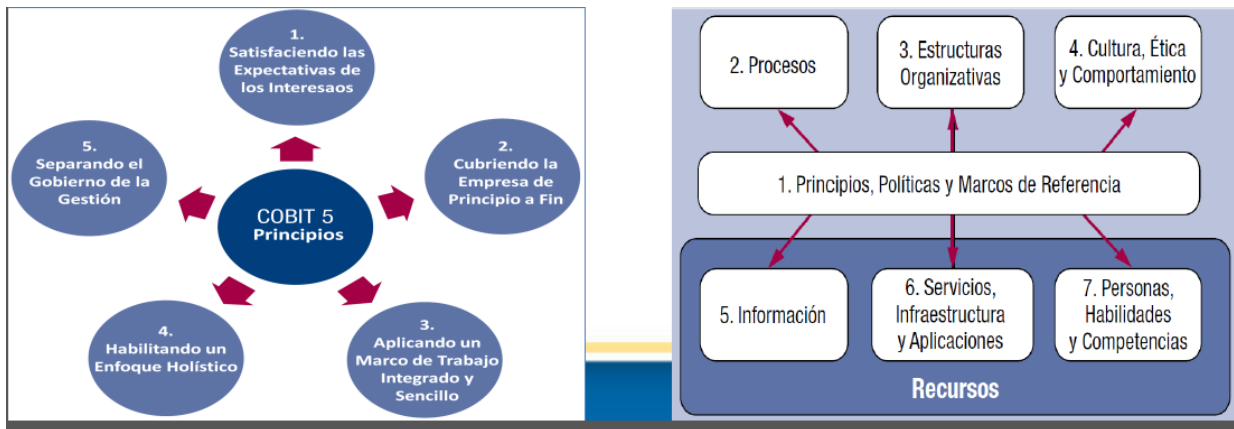 1.
Satisfaciendo las
Expectativas de
los Interesaos
5.
Separando el
Gobierno de la
Gestión
2.
Cubriendo la
Empresa de
Principio a Fin
COBIT 5
Principios
4.
Habilitando un
Enfoque Holístico
3.
Aplicando un
Marco de Trabajo
Integrado y
Sencillo
2. Procesos
3. Estructuras
Organizativas
4. Cultura, Ética
y Comportamiento
1. Principios, Políticas y Marcos de Referencia
5. Información
6. Servicios,
Infraestructura
y Aplicaciones
7. Personas,
Habilidades
y Competencias
Recursos